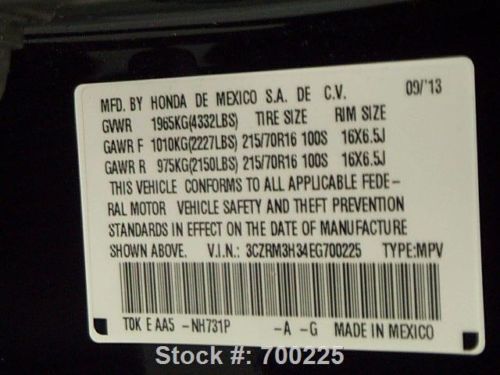 MFD. BY HONDA DE MEXICO S.A. DE C.V. 09/'13
GVWR 1965KG(4332LBS) TIRE SIZE RIM SIZE
GAWR F 1010KG(2227LBS) 215/70R16 100S 16X6.5J
GAWR R 975KG(2150LBS) 215/70R16 100S 16X6.5J
THIS VEHICLE CONFORMS TO ALL APPLICABLE FEDE-
RAL MOTOR VEHICLE SAFETY AND THEFT PREVENTION
STANDARDS IN EFFECT ON THE DATE OF MANUFACTURE
SHOWN ABOVE. V.I.N.: 3CZRM3H34EG700225 TYPE:MPV
TDK E AA5 -NH731P -A -G MADE IN MEXICO
Stock #: 700225